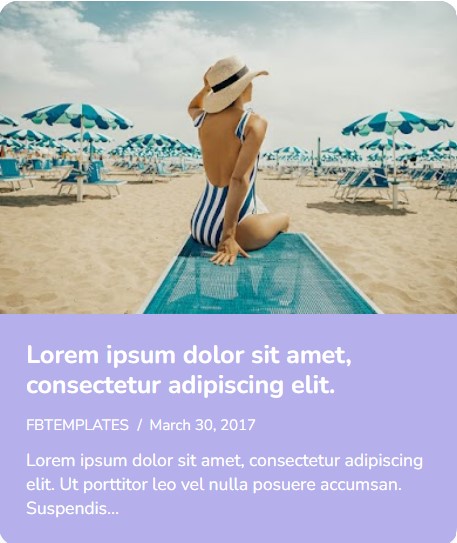 Lorem ipsum dolor sit amet,
consectetur adipiscing elit.
FBTEMPLATES / March 30, 2017
Lorem ipsum dolor sit amet, consectetur adipiscing
elit. Ut porttitor leo vel nulla posuere accumsan.
Suspendis...